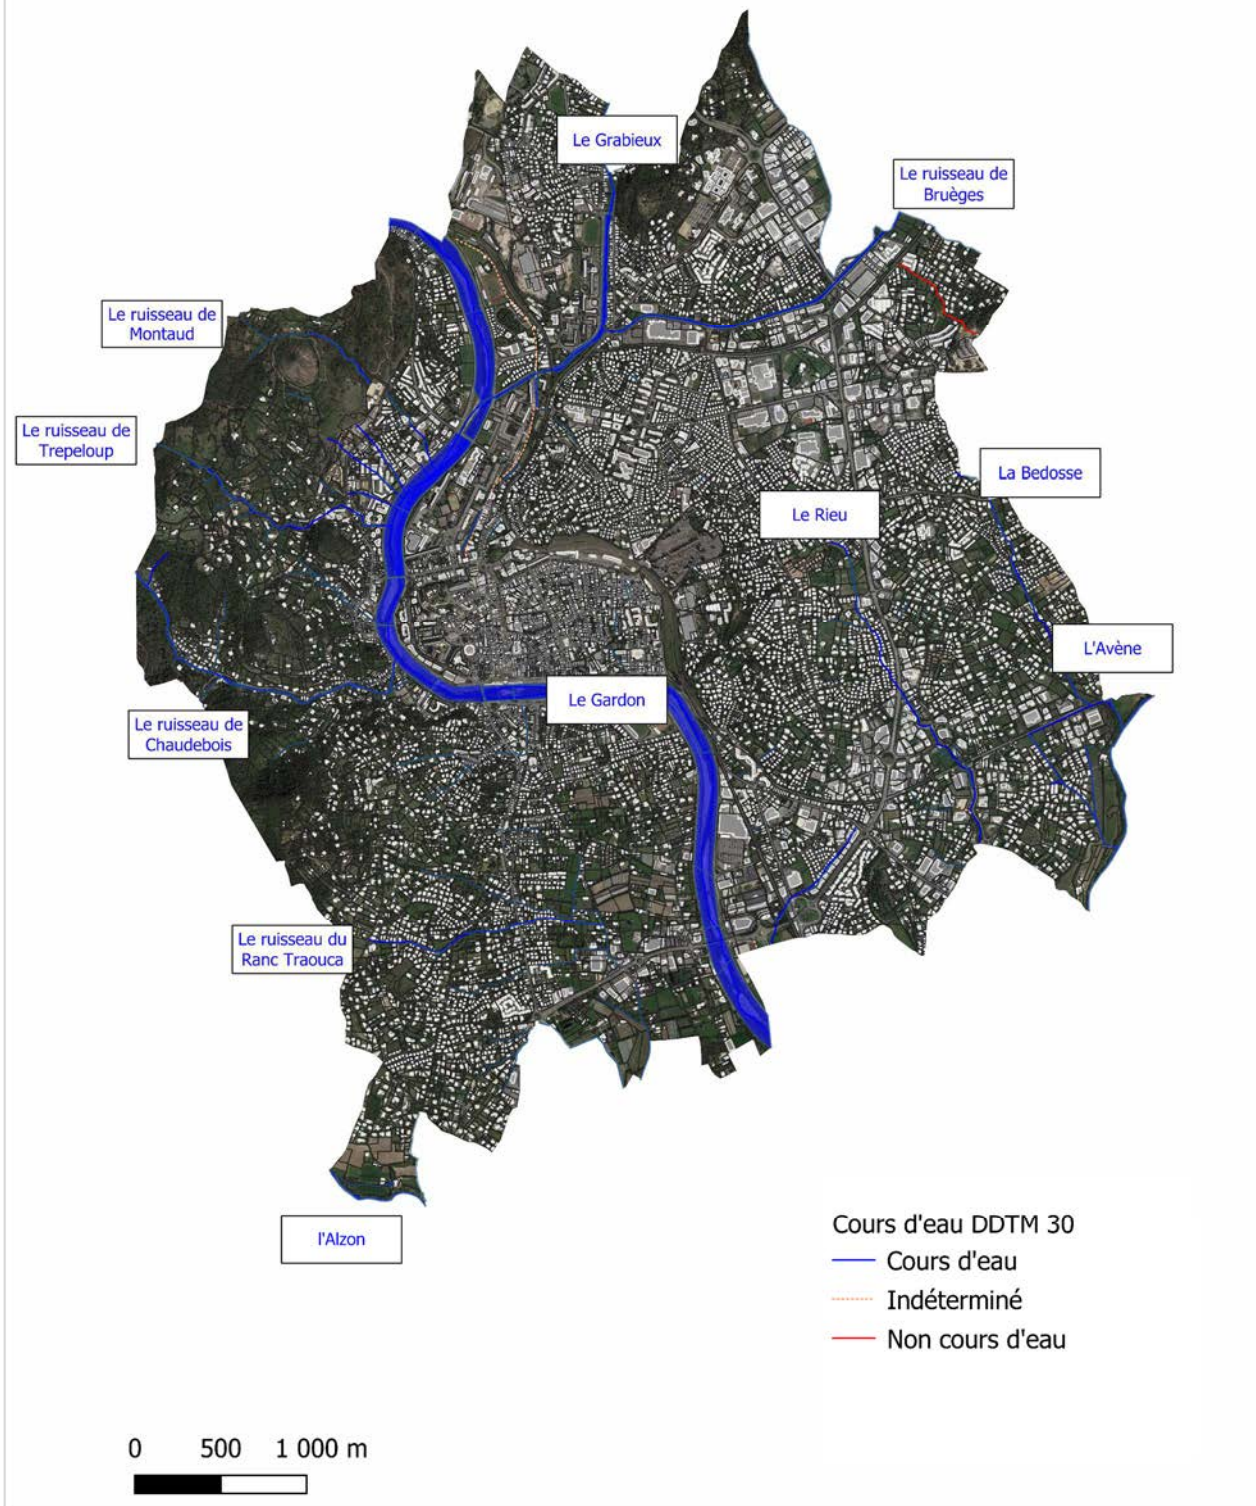 Le Grabieux
Le ruisseau de
Bruèges
Le ruisseau de
Montaud
Le ruisseau de
Trepeloup
La Bedosse
Le Rieu
L'Avène
Le Gardon
Le ruisseau de
Chaudebois
Le ruisseau du
Ranc Traouca
l'Alzon
Cours d'eau DDTM 30
Cours d'eau
Indéterminé
Non cours d'eau
0 500 1 000 m